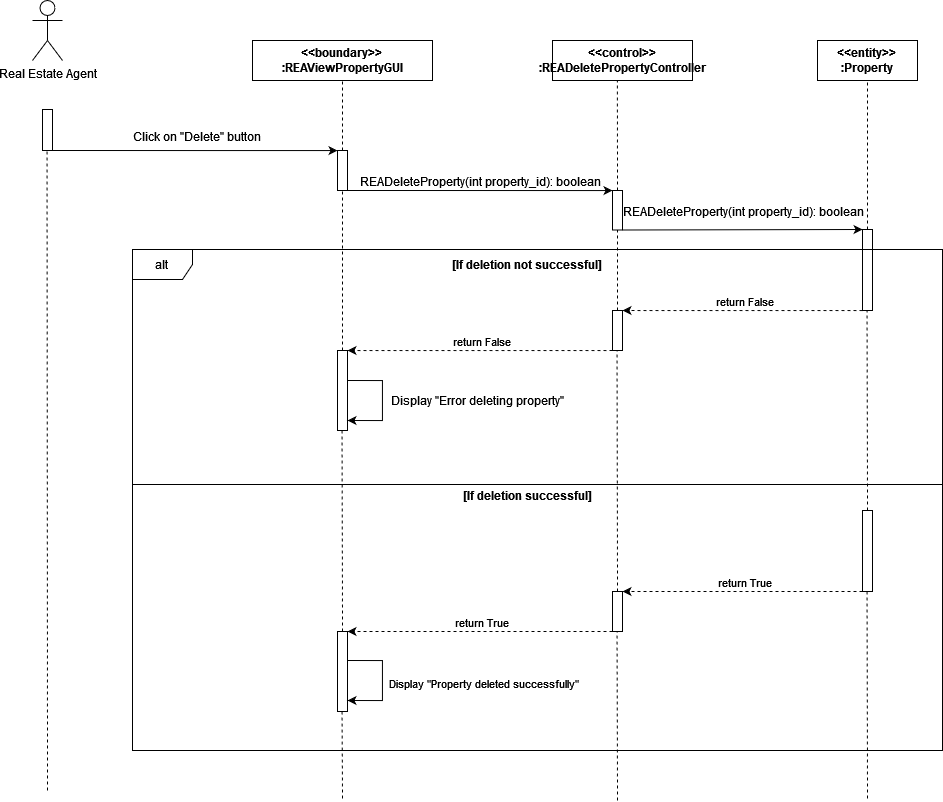 Real Estate Agent
<<boundary>>
:REAViewPropertyGUI
<<control>>
:READeletePropertyController
<<entity>>
:Property
Click on "Delete" button
READeleteProperty(int property_id): boolean
READeleteProperty(int property_id): boolean
alt
[If deletion not successful]
return False
return False
Display "Error deleting property"
[If deletion successful]
return True
return True
Display "Property deleted successfully"